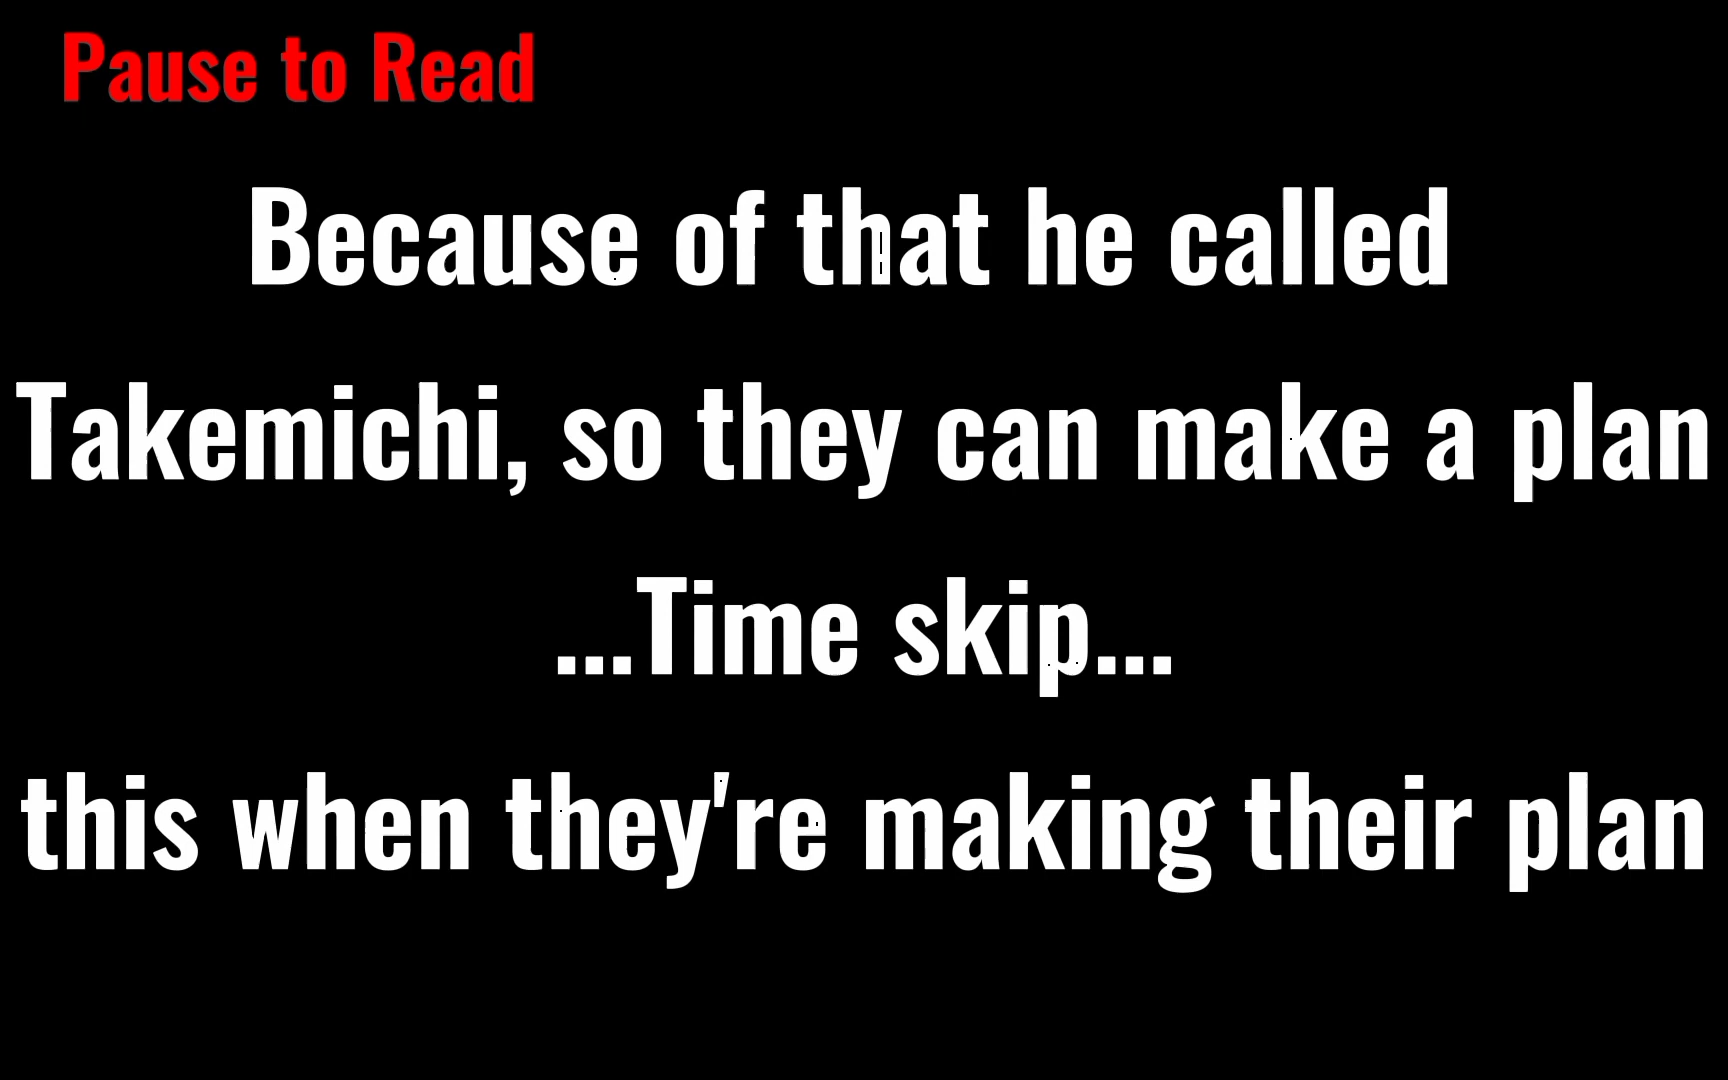 Pause to Read
Because of that he called
Takemichi, so they can make a plan
...Time skip...
this when they're making their plan